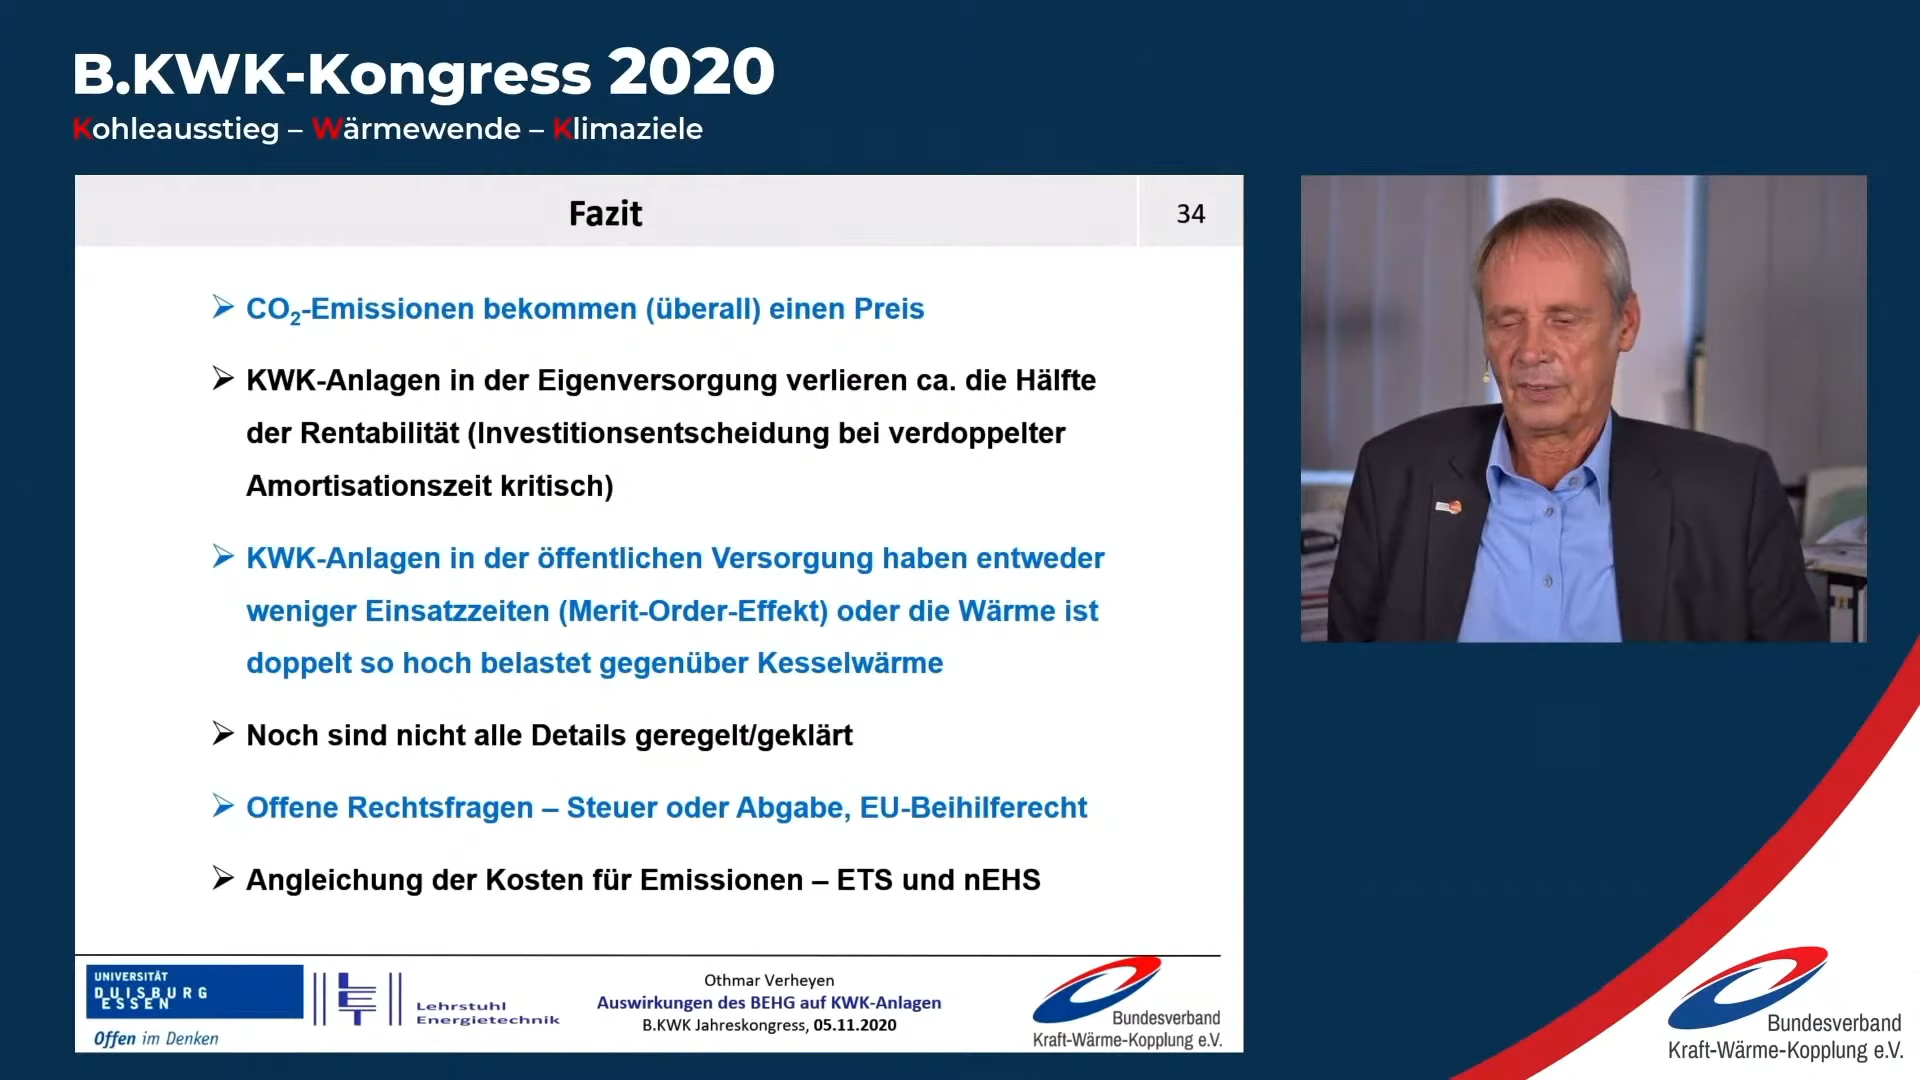 B.KWK-Kongress 2020
Kohleausstieg – Wärmewende – Klimaziele
Fazit
34
CO₂-Emissionen bekommen (überall) einen Preis
KWK-Anlagen in der Eigenversorgung verlieren ca. die Hälfte
der Rentabilität (Investitionsentscheidung bei verdoppelter
Amortisationszeit kritisch)
KWK-Anlagen in der öffentlichen Versorgung haben entweder
weniger Einsatzzeiten (Merit-Order-Effekt) oder die Wärme ist
doppelt so hoch belastet gegenüber Kesselwärme
Noch sind nicht alle Details geregelt/geklärt
Offene Rechtsfragen – Steuer oder Abgabe, EU-Beihilferecht
Angleichung der Kosten für Emissionen – ETS und nEHS
UNIVERSITÄT
DUISBURG
ESSEN
Offen im Denken
LET
Lehrstuhl
Energietechnik
Othmar Verheyen
Auswirkungen des BEHG auf KWK-Anlagen
B.KWK Jahreskongress, 05.11.2020
Bundesverband
Kraft-Wärme-Kopplung e.V.
Bundesverband
Kraft-Wärme-Kopplung e.V.